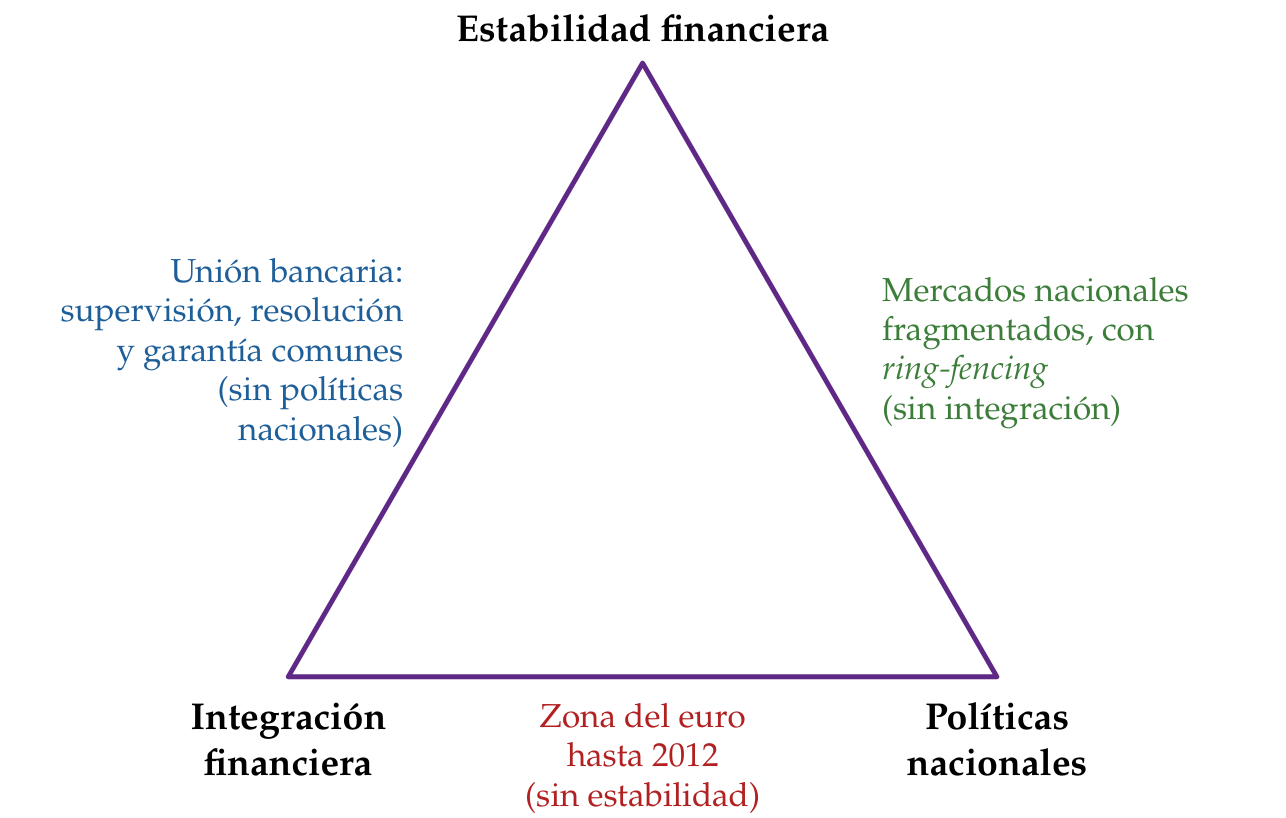 Estabilidad financiera
Unión bancaria:
supervisión, resolución
y garantía comunes
(sin políticas
nacionales)
Mercados nacionales
fragmentados, con
ring-fencing
(sin integración)
Integración
financiera
Zona del euro
hasta 2012
(sin estabilidad)
Políticas
nacionales